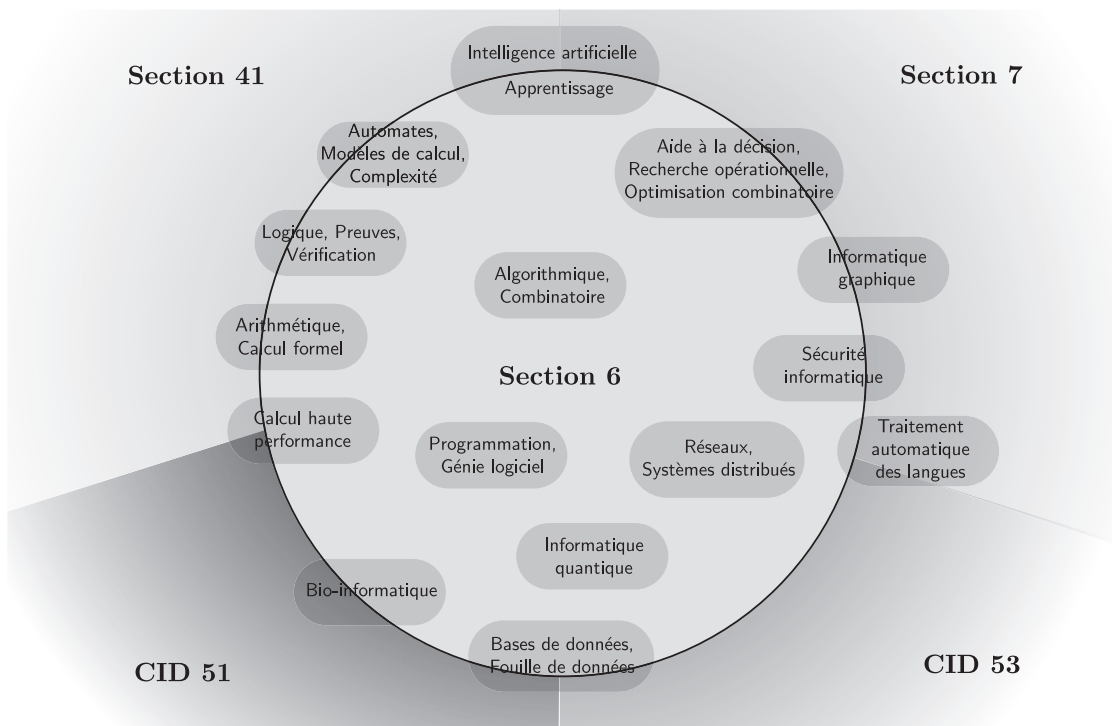 Intelligence artificielle
Apprentissage
Section 41
Section 7
Automates,
Modèles de calcul,
Complexité
Aide à la décision,
Recherche opérationnelle,
Optimisation combinatoire
Logique, Preuves,
Vérification
Informatique
graphique
Algorithmique,
Combinatoire
Arithmétique,
Calcul formel
Sécurité
informatique
Section 6
Calcul haute
performance
Programmation,
Génie logiciel
Réseaux,
Systèmes distribués
Traitement
automatique
des langues
Informatique
quantique
Bio-informatique
Bases de données,
Fouille de données
CID 51
CID 53